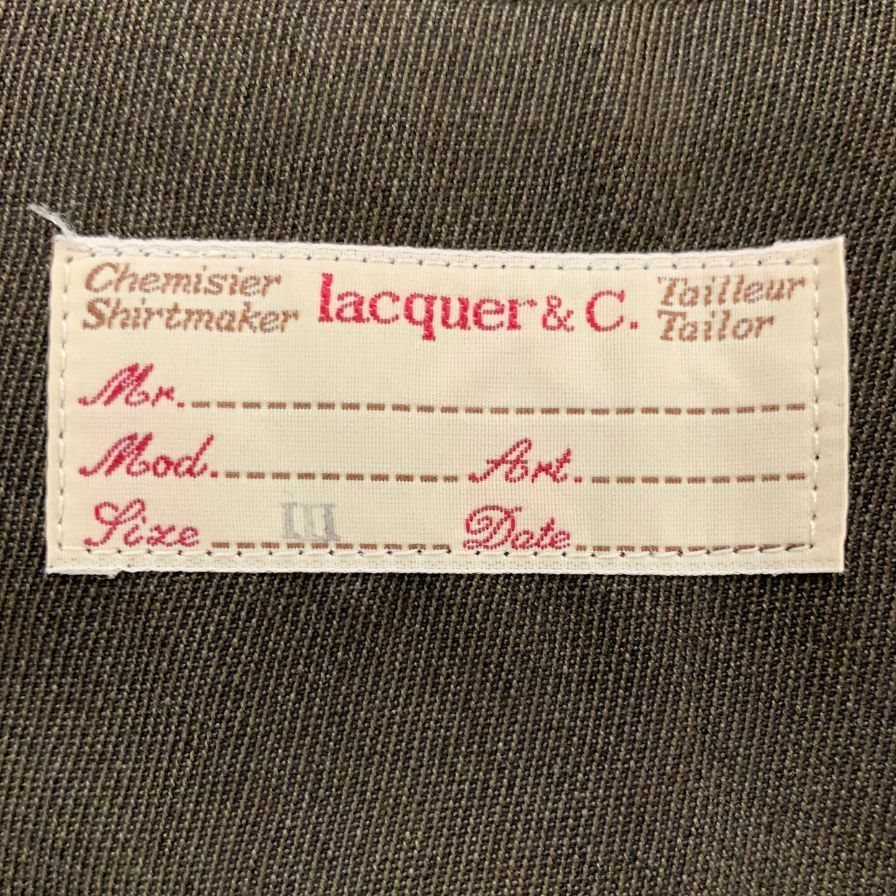 Chemisier lacquer & C. Tailleur
Shirtmaker Tailor
Mr.
Mod. Art.
Size III Date